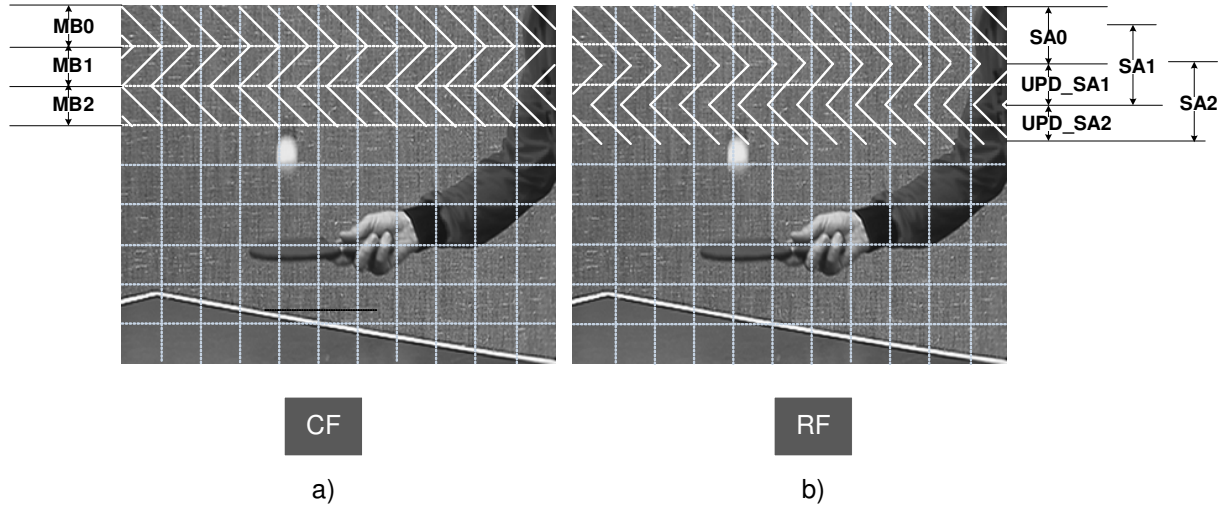 MB0
MB1
MB2
SA0
SA1
UPD_SA1
SA2
UPD_SA2
CF
RF
a)
b)